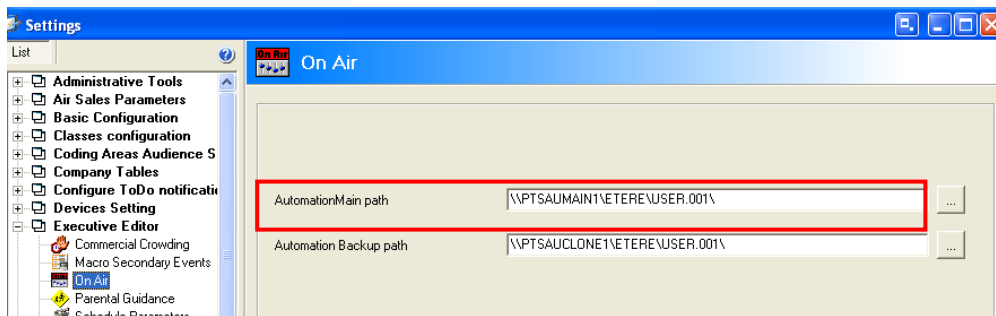 Settings
List
On Air
On Air
Administrative Tools
Air Sales Parameters
Basic Configuration
Classes configuration
Coding Areas Audience S
Company Tables
Configure ToDo notificati
Devices Setting
Executive Editor
Commercial Crowding
Macro Secondary Events
On Air
Parental Guidance
Schedule Parameters
AutomationMain path
\\PTSAUMAIN1\ETERE\USER.001\
...
Automation Backup path
\\PTSAUCLONE1\ETERE\USER.001\
...